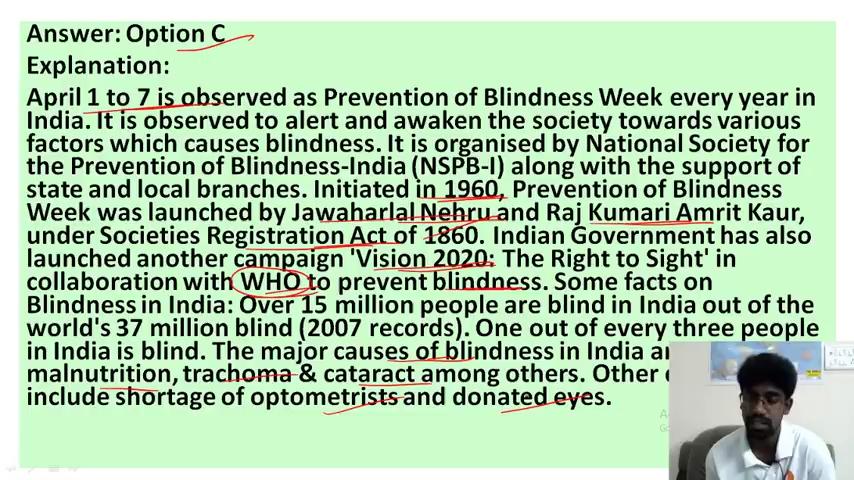 Answer: Option C
Explanation:
April 1 to 7 is observed as Prevention of Blindness Week every year in
India. It is observed to alert and awaken the society towards various
factors which causes blindness. It is organised by National Society for
the Prevention of Blindness-India (NSPB-I) along with the support of
state and local branches. Initiated in 1960, Prevention of Blindness
Week was launched by Jawaharlal Nehru and Raj Kumari Amrit Kaur,
under Societies Registration Act of 1860. Indian Government has also
launched another campaign 'Vision 2020: The Right to Sight' in
collaboration with WHO to prevent blindness. Some facts on
Blindness in India: Over 15 million people are blind in India out of the
world's 37 million blind (2007 records). One out of every three people
in India is blind. The major causes of blindness in India
malnutrition, trachoma & cataract among others. Other
include shortage of optometrists and donated eyes.